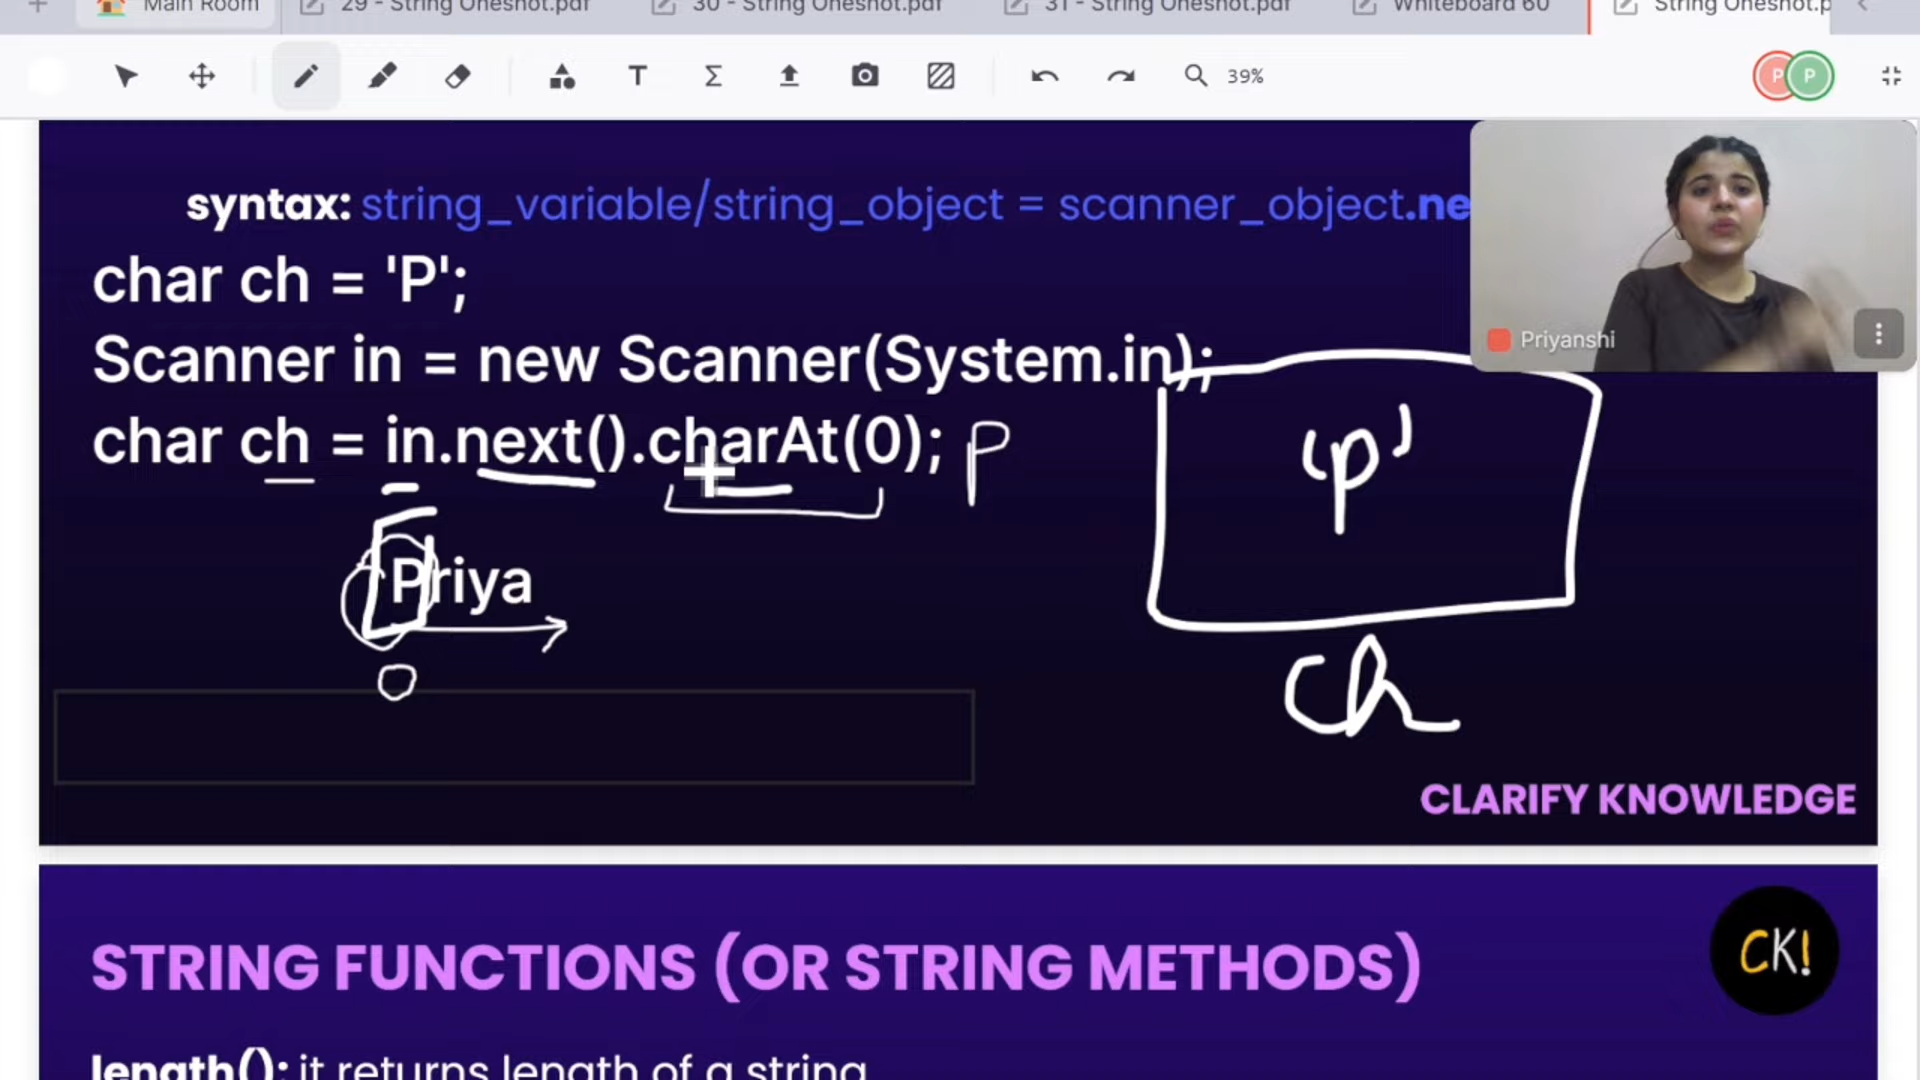 Main Room 29 - String Oneshot.pdf 30 - String Oneshot.pdf 31 - String Oneshot.pdf Whiteboard 60 String Oneshot.p
39%
P P
syntax: string_variable/string_object = scanner_object.ne
char ch = 'P';
Scanner in = new Scanner(System.in);
Priyanshi
char ch = in.next().charAt(0); P
'p'
Priya
0
ch
CLARIFY KNOWLEDGE
STRING FUNCTIONS (OR STRING METHODS)
CK!
length(): it returns length of a string